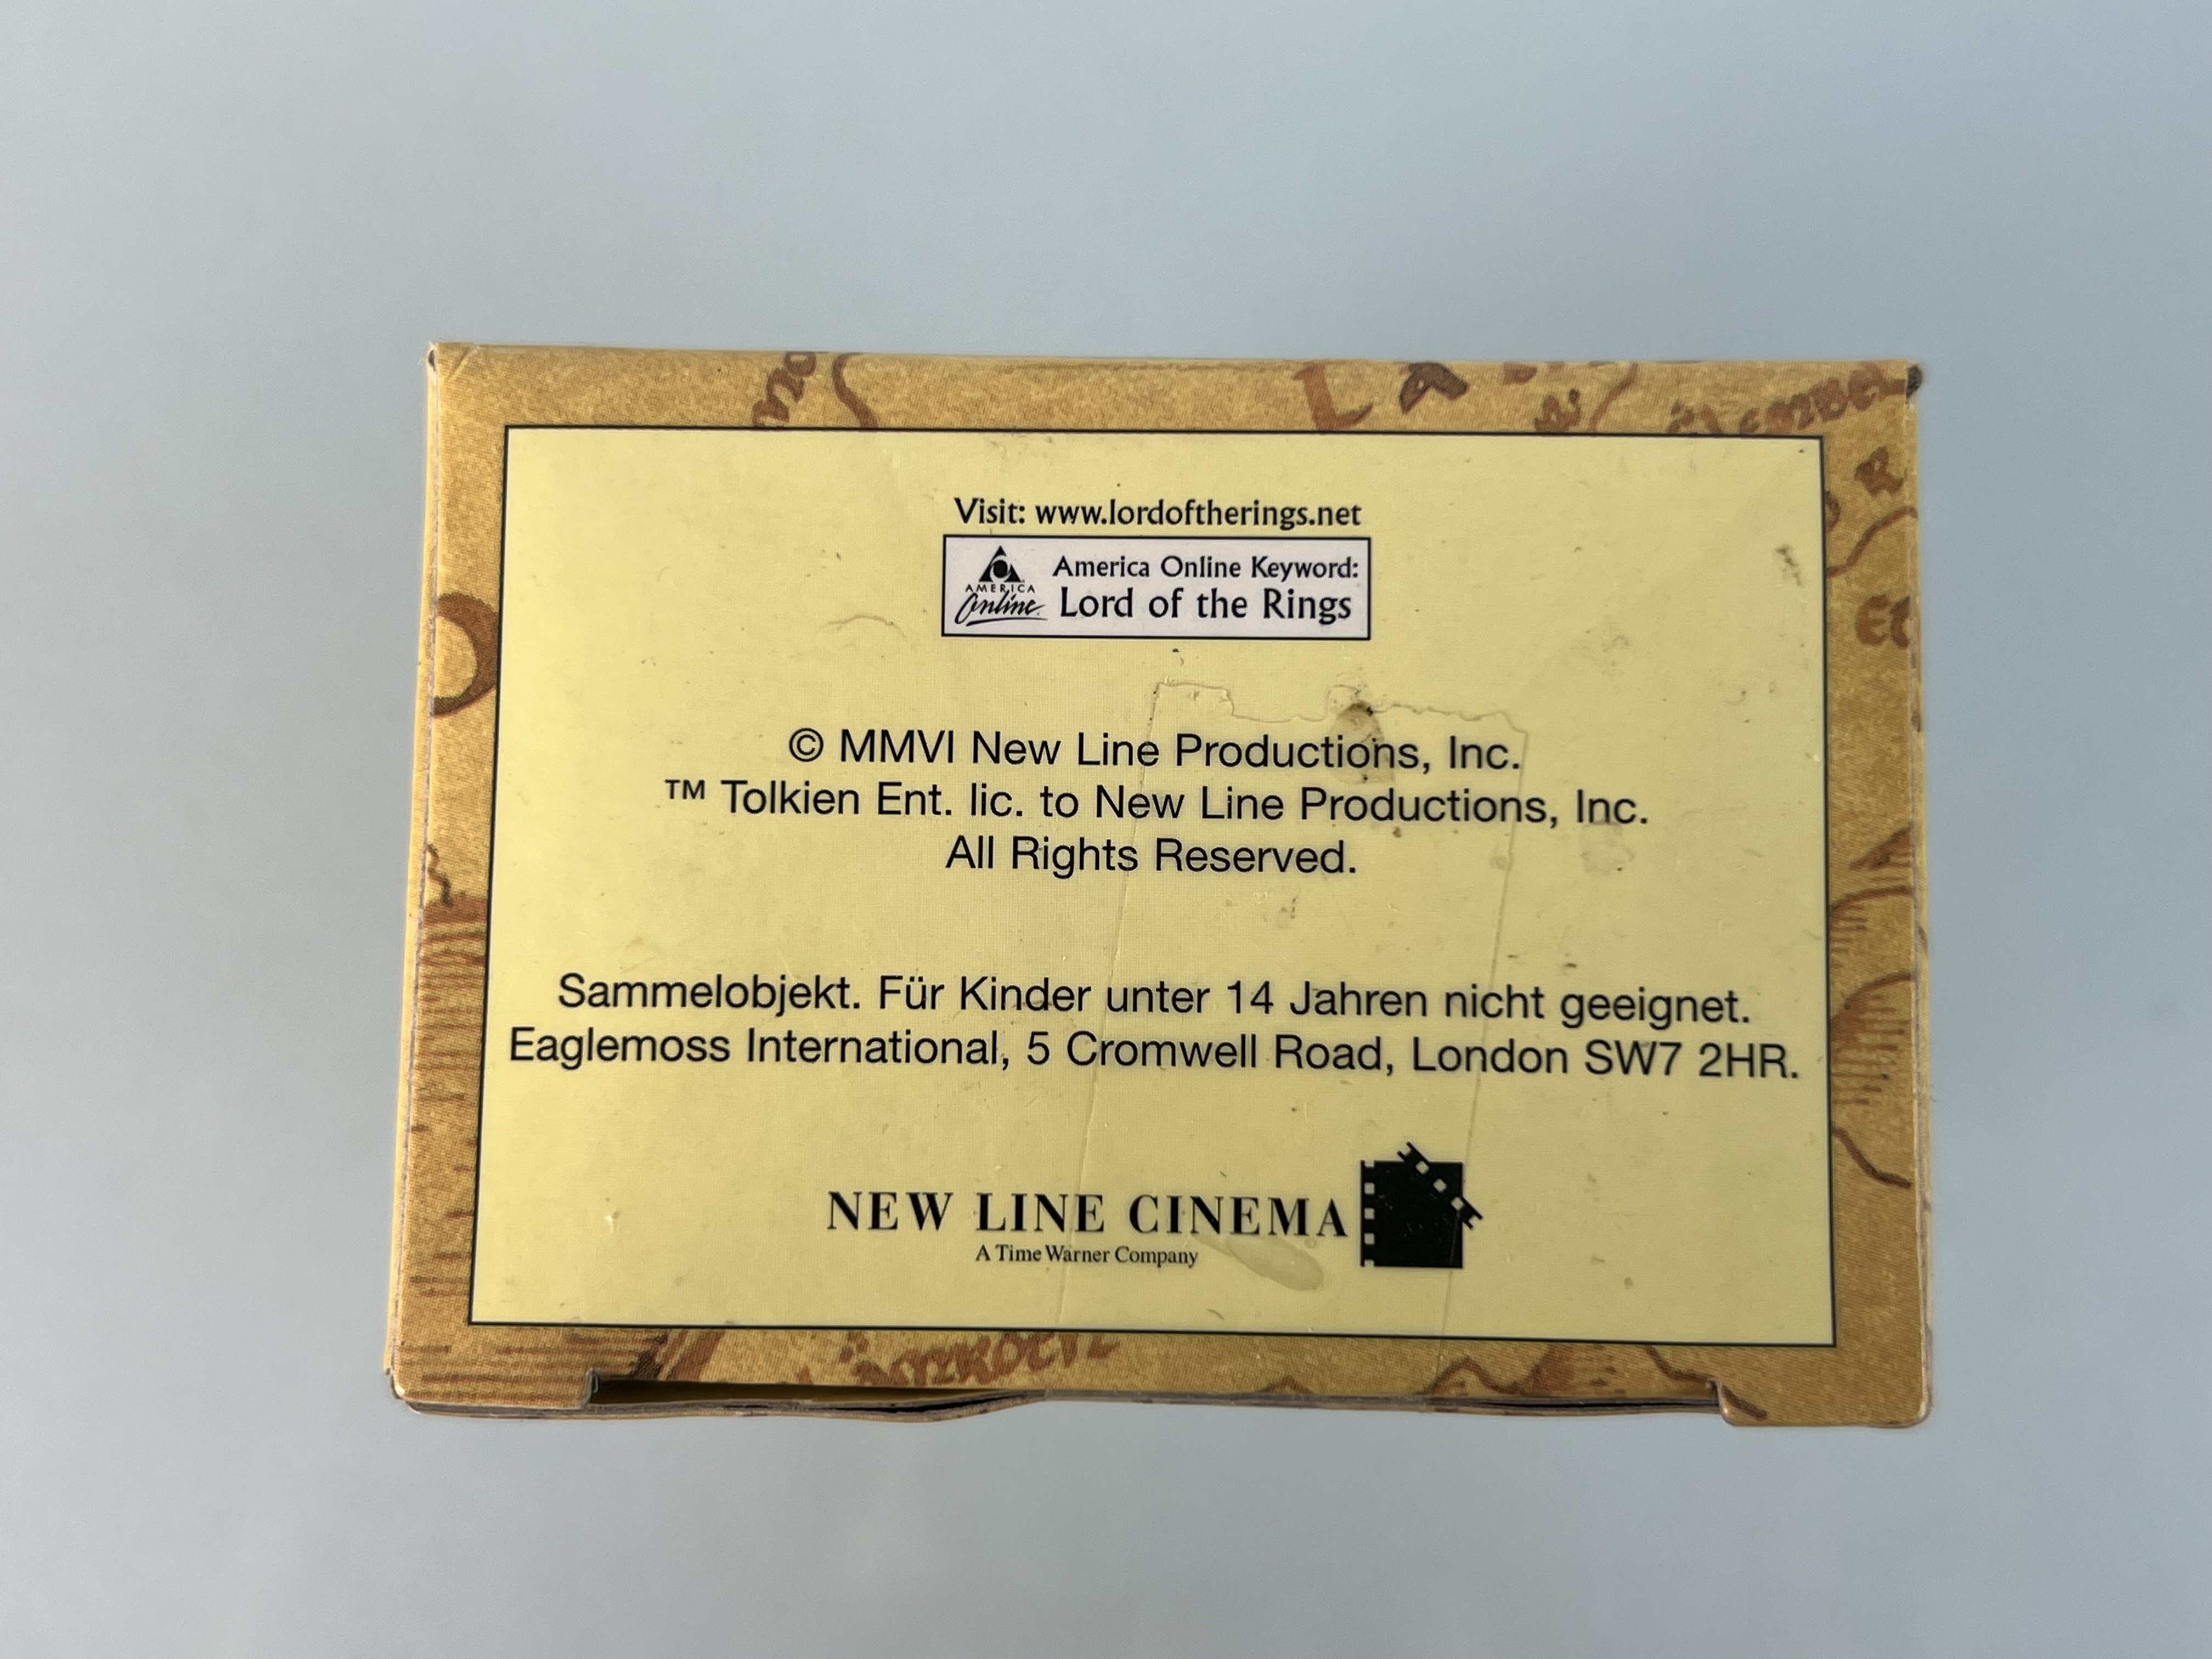 Visit: www.lordoftherings.net
America Online Keyword:
AMERICA
Online
Lord of the Rings
© MMVI New Line Productions, Inc.
™ Tolkien Ent. lic. to New Line Productions, Inc.
All Rights Reserved.
Sammelobjekt. Für Kinder unter 14 Jahren nicht geeignet.
Eaglemoss International, 5 Cromwell Road, London SW7 2HR.
NEW LINE CINEMA
A Time Warner Company